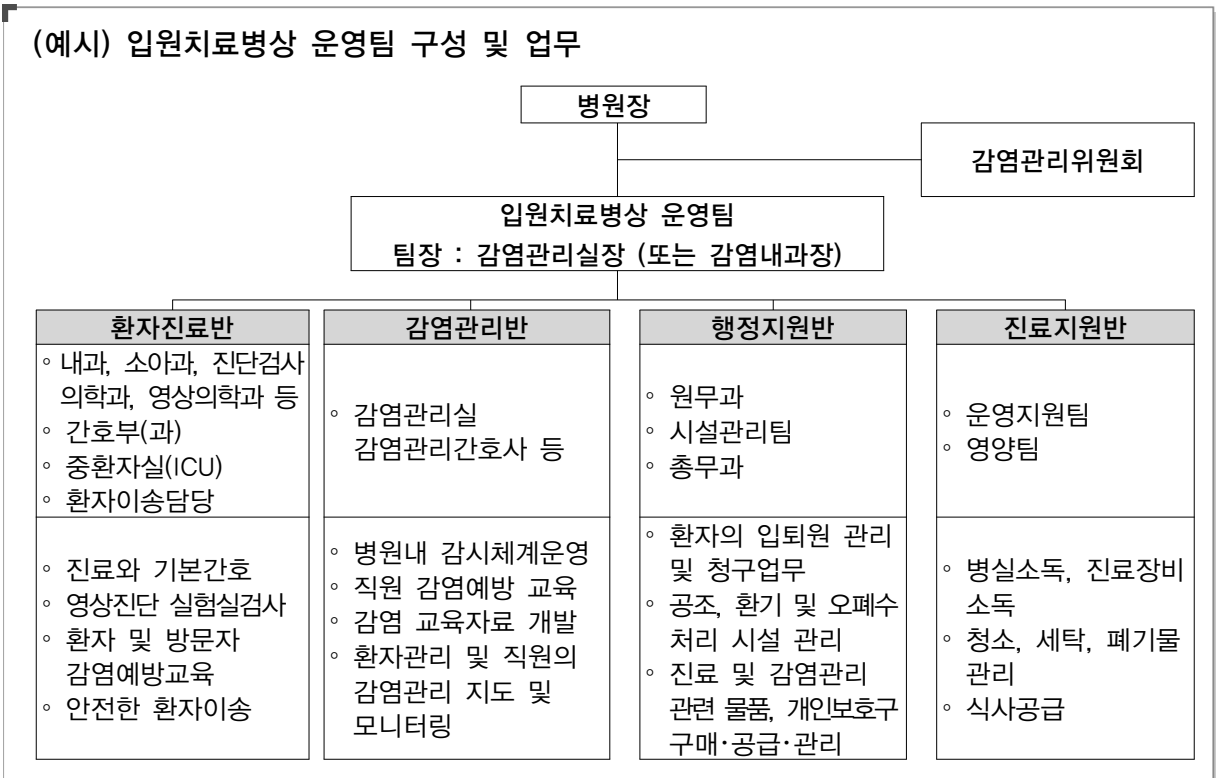 (예시) 입원치료병상 운영팀 구성 및 업무
병원장
감염관리위원회
입원치료병상 운영팀
팀장 : 감염관리실장 (또는 감염내과장)
환자진료반
◦ 내과, 소아과, 진단검사
의학과, 영상의학과 등
◦ 간호부(과)
◦ 중환자실(ICU)
◦ 환자이송담당
◦ 진료와 기본간호
◦ 영상진단 실험실검사
◦ 환자 및 방문자
감염예방교육
◦ 안전한 환자이송
감염관리반
◦ 감염관리실
감염관리간호사 등
◦ 병원내 감시체계운영
◦ 직원 감염예방 교육
◦ 감염 교육자료 개발
◦ 환자관리 및 직원의
감염관리 지도 및
모니터링
행정지원반
◦ 원무과
◦ 시설관리팀
◦ 총무과
◦ 환자의 입퇴원 관리
및 청구업무
◦ 공조, 환기 및 오폐수
처리 시설 관리
◦ 진료 및 감염관리
관련 물품, 개인보호구
구매·공급·관리
진료지원반
◦ 운영지원팀
◦ 영양팀
◦ 병실소독, 진료장비
소독
◦ 청소, 세탁, 폐기물
관리
◦ 식사공급